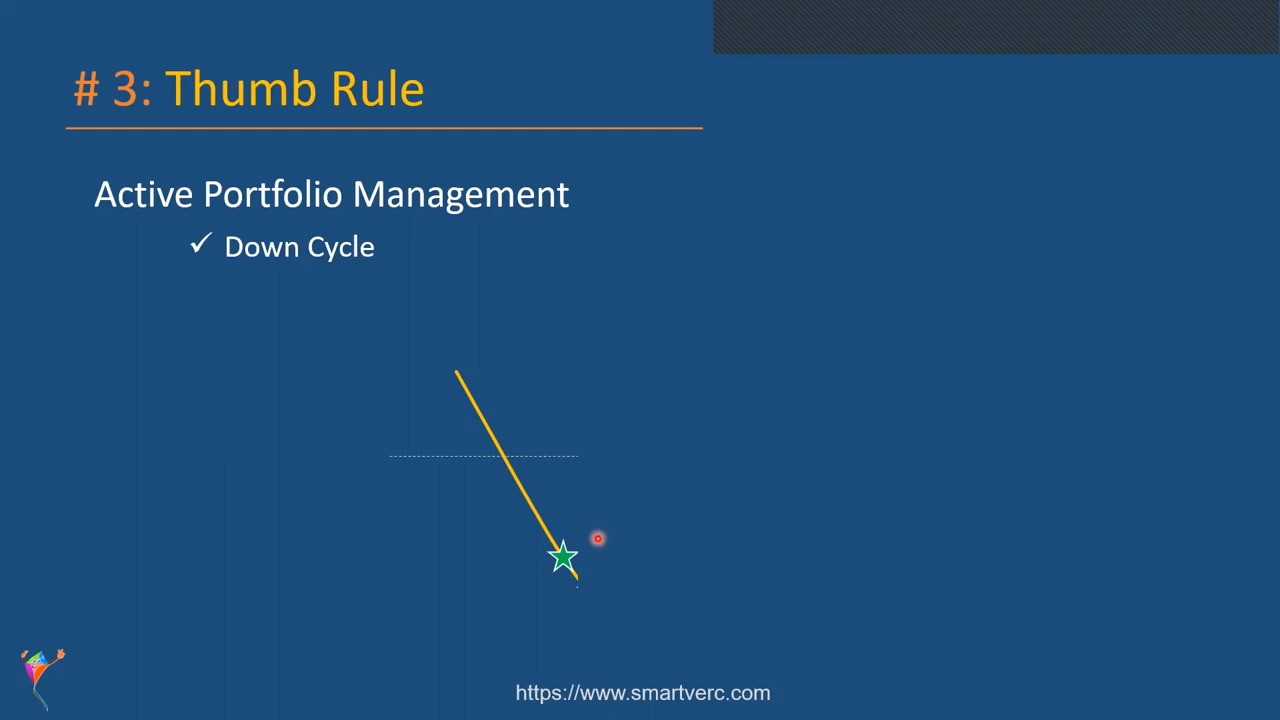 # 3: Thumb Rule
Active Portfolio Management
✓ Down Cycle
https://www.smartverc.com